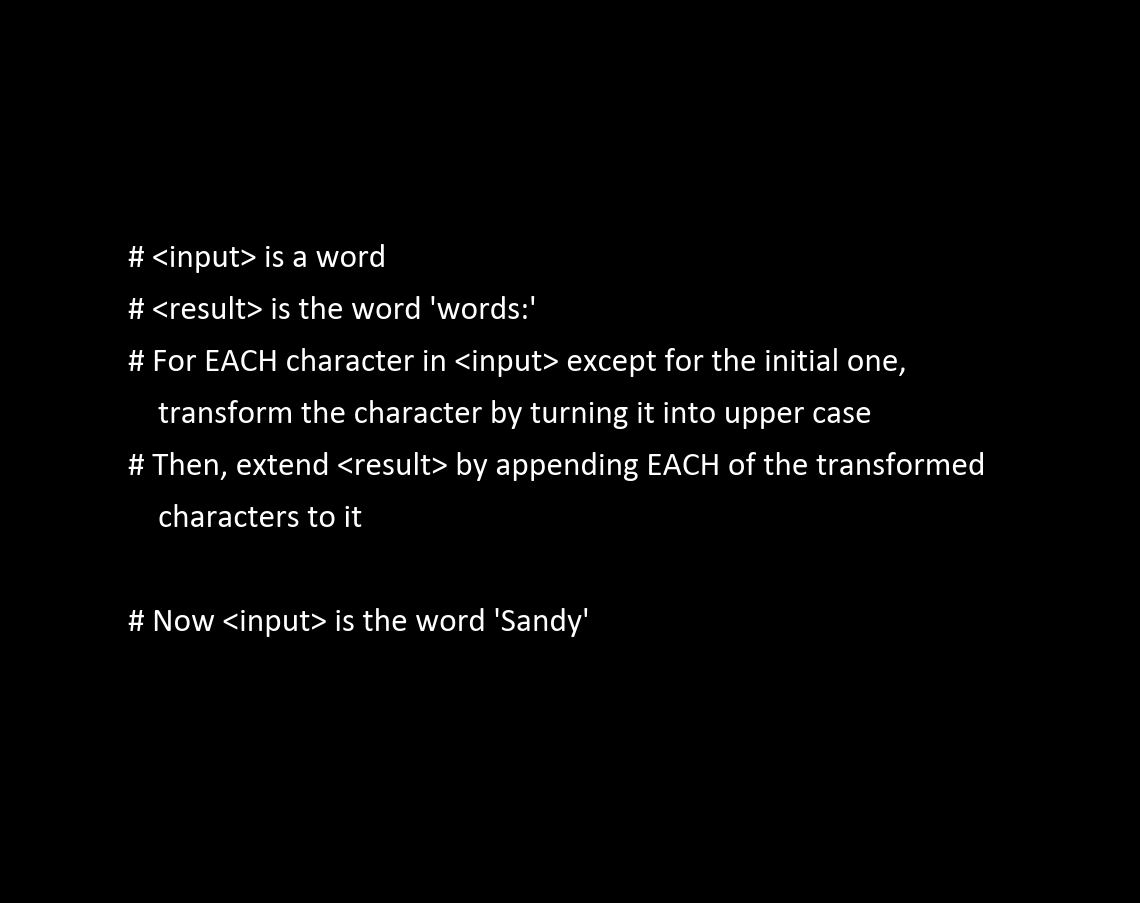 # <input> is a word
# <result> is the word 'words:'
# For EACH character in <input> except for the initial one,
transform the character by turning it into upper case
# Then, extend <result> by appending EACH of the transformed
characters to it
# Now <input> is the word 'Sandy'